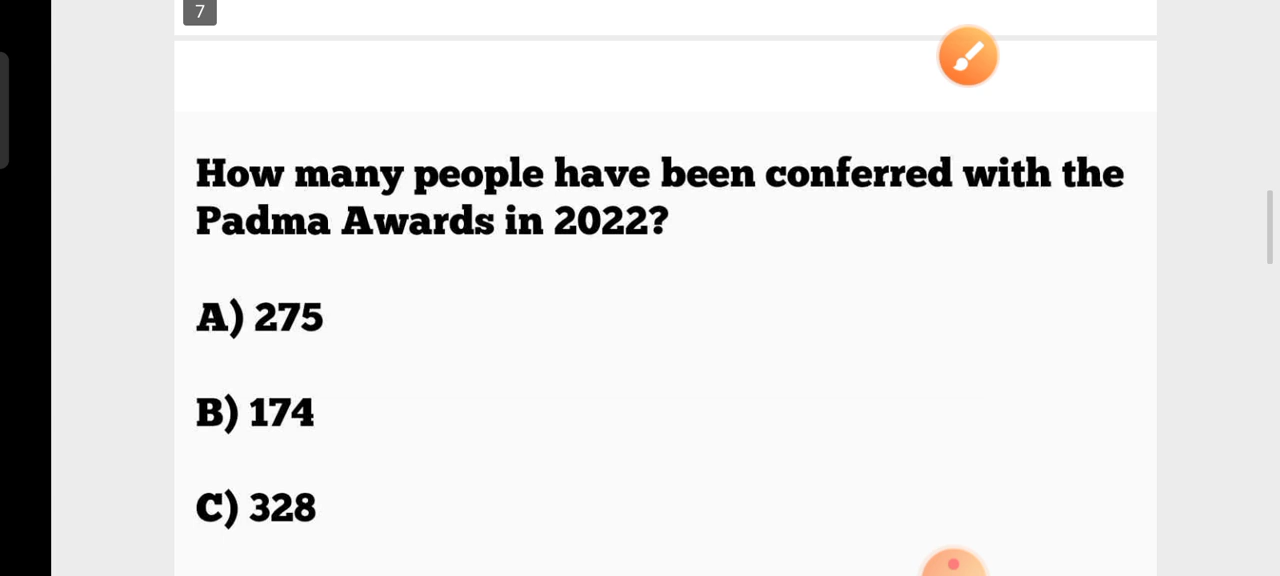 7
How many people have been conferred with the
Padma Awards in 2022?
A) 275
B) 174
C) 328